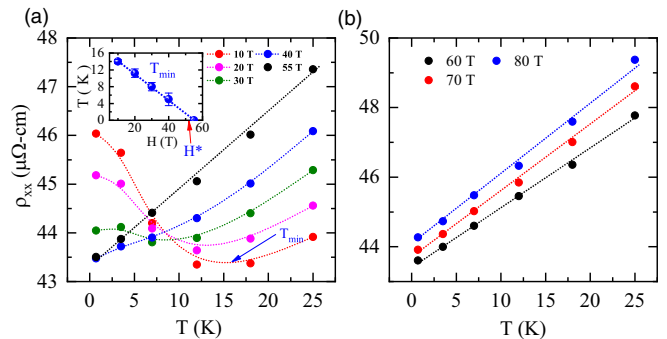 (a)
48
47
46
45
44
43
ρxx (μΩ-cm)
0 5 10 15 20 25
T (K)
16
12
8
4
0
T (K)
20 40 60
H (T)
Tmin
H*
10 T 40 T
20 T 55 T
30 T
Tmin
(b)
60 T 80 T
70 T
48
46
44
0 5 10 15 20 25
T (K)